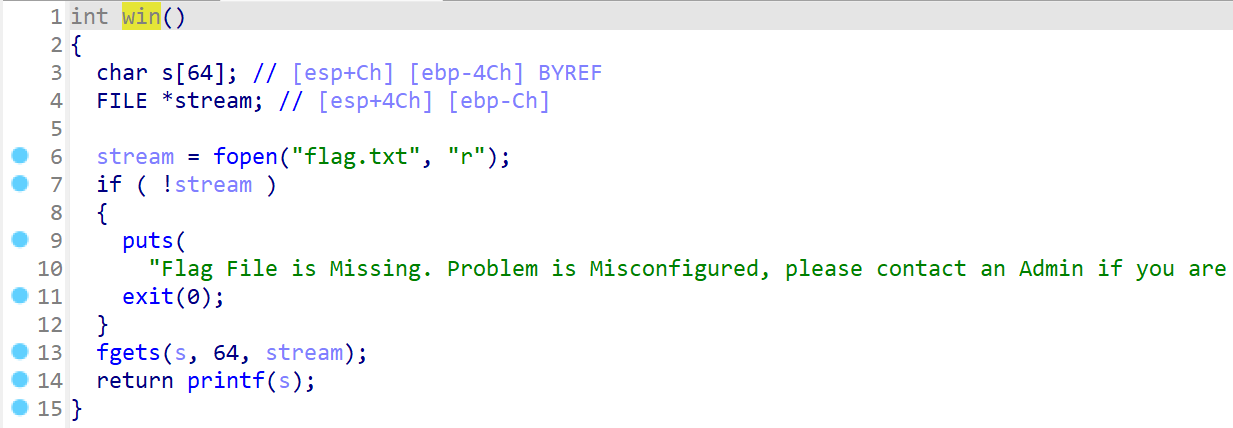 1 int win()
2 {
3 char s[64]; // [esp+Ch] [ebp-4Ch] BYREF
4 FILE *stream; // [esp+4Ch] [ebp-Ch]
5
6 stream = fopen("flag.txt", "r");
7 if ( !stream )
8 {
9 puts(
10 "Flag File is Missing. Problem is Misconfigured, please contact an Admin if you are
11 exit(0);
12 }
13 fgets(s, 64, stream);
14 return printf(s);
15 }